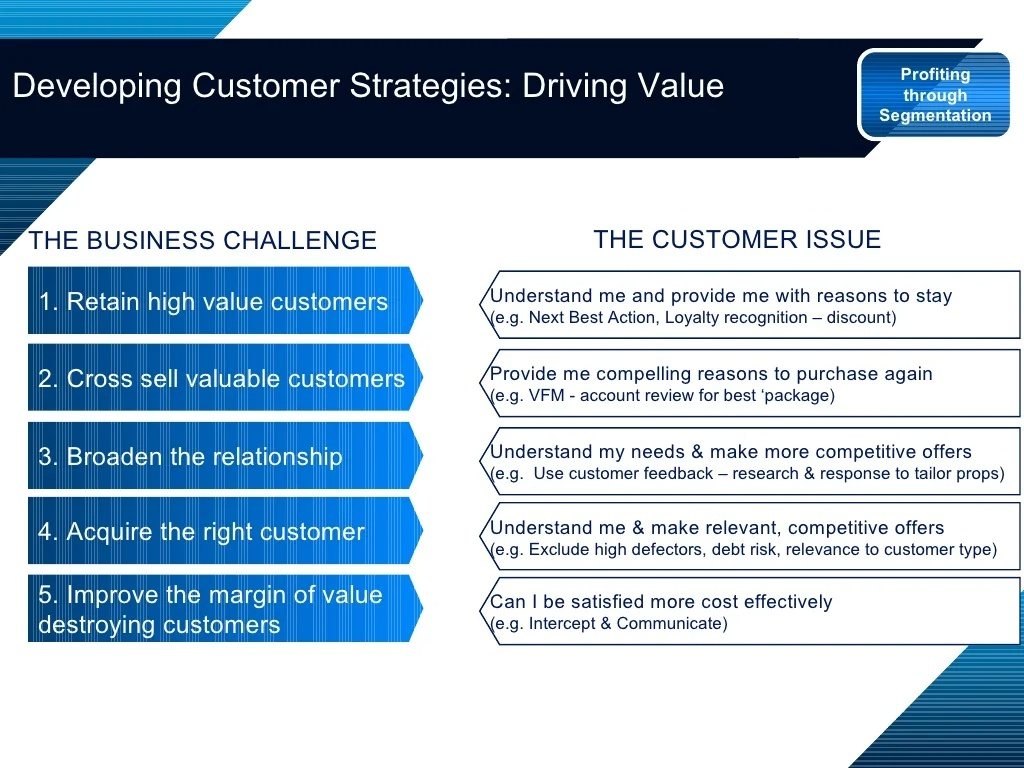 Developing Customer Strategies: Driving Value
Profiting
through
Segmentation
THE BUSINESS CHALLENGE
THE CUSTOMER ISSUE
1. Retain high value customers
Understand me and provide me with reasons to stay
(e.g. Next Best Action, Loyalty recognition – discount)
2. Cross sell valuable customers
Provide me compelling reasons to purchase again
(e.g. VFM - account review for best ‘package)
3. Broaden the relationship
Understand my needs & make more competitive offers
(e.g.  Use customer feedback – research & response to tailor props)
4. Acquire the right customer
Understand me & make relevant, competitive offers
(e.g. Exclude high defectors, debt risk, relevance to customer type)
5. Improve the margin of value
destroying customers
Can I be satisfied more cost effectively
(e.g. Intercept & Communicate)